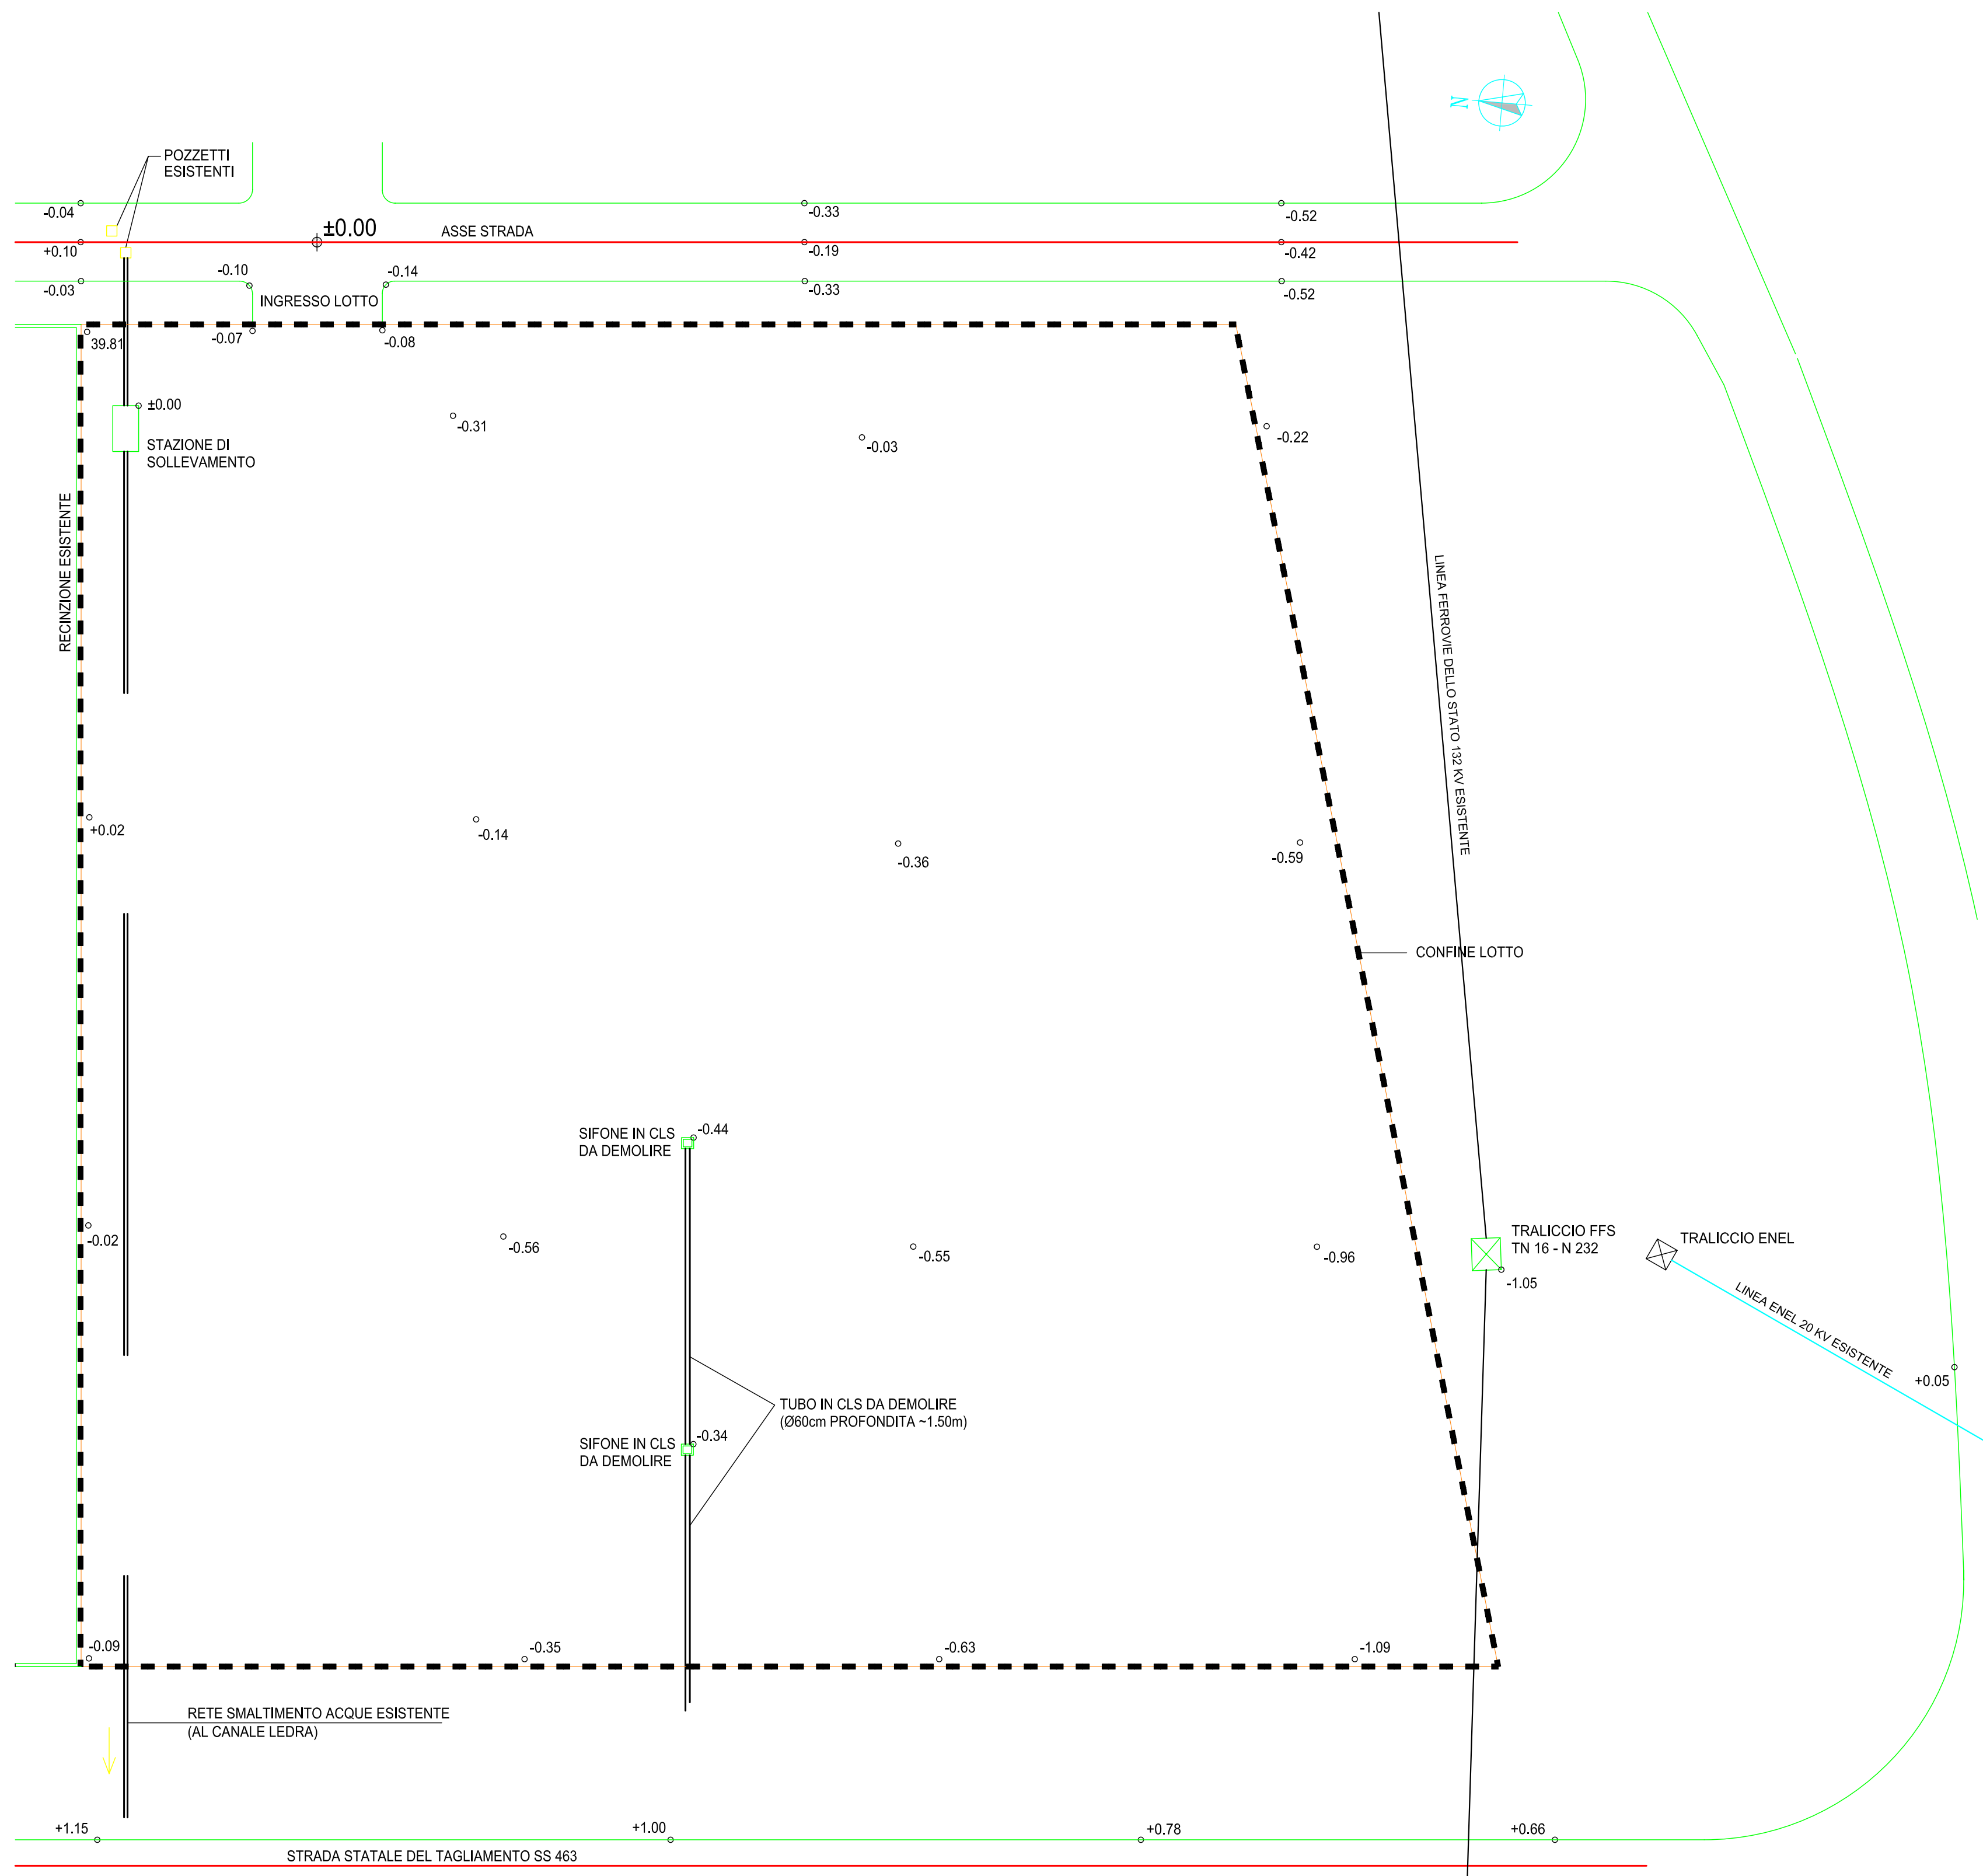 N
POZZETTI
ESISTENTI
-0.04
±0.00
ASSE STRADA
-0.33
-0.52
+0.10
-0.19
-0.42
-0.10
-0.14
-0.03
-0.33
-0.52
INGRESSO LOTTO
-0.07
-0.08
39.81
±0.00
-0.31
-0.03
-0.22
STAZIONE DI
SOLLEVAMENTO
RECINZIONE ESISTENTE
LINEA FERROVIE DELLO STATO 132 KV ESISTENTE
+0.02
-0.14
-0.36
-0.59
CONFINE LOTTO
SIFONE IN CLS
DA DEMOLIRE
-0.44
-0.02
-0.56
-0.55
-0.96
TRALICCIO FFS
TN 16 - N 232
-1.05
TRALICCIO ENEL
LINEA ENEL 20 KV ESISTENTE
+0.05
TUBO IN CLS DA DEMOLIRE
(Ø60cm PROFONDITA ~1.50m)
SIFONE IN CLS
DA DEMOLIRE
-0.34
-0.09
-0.35
-0.63
-1.09
RETE SMALTIMENTO ACQUE ESISTENTE
(AL CANALE LEDRA)
+1.15
+1.00
+0.78
+0.66
STRADA STATALE DEL TAGLIAMENTO SS 463